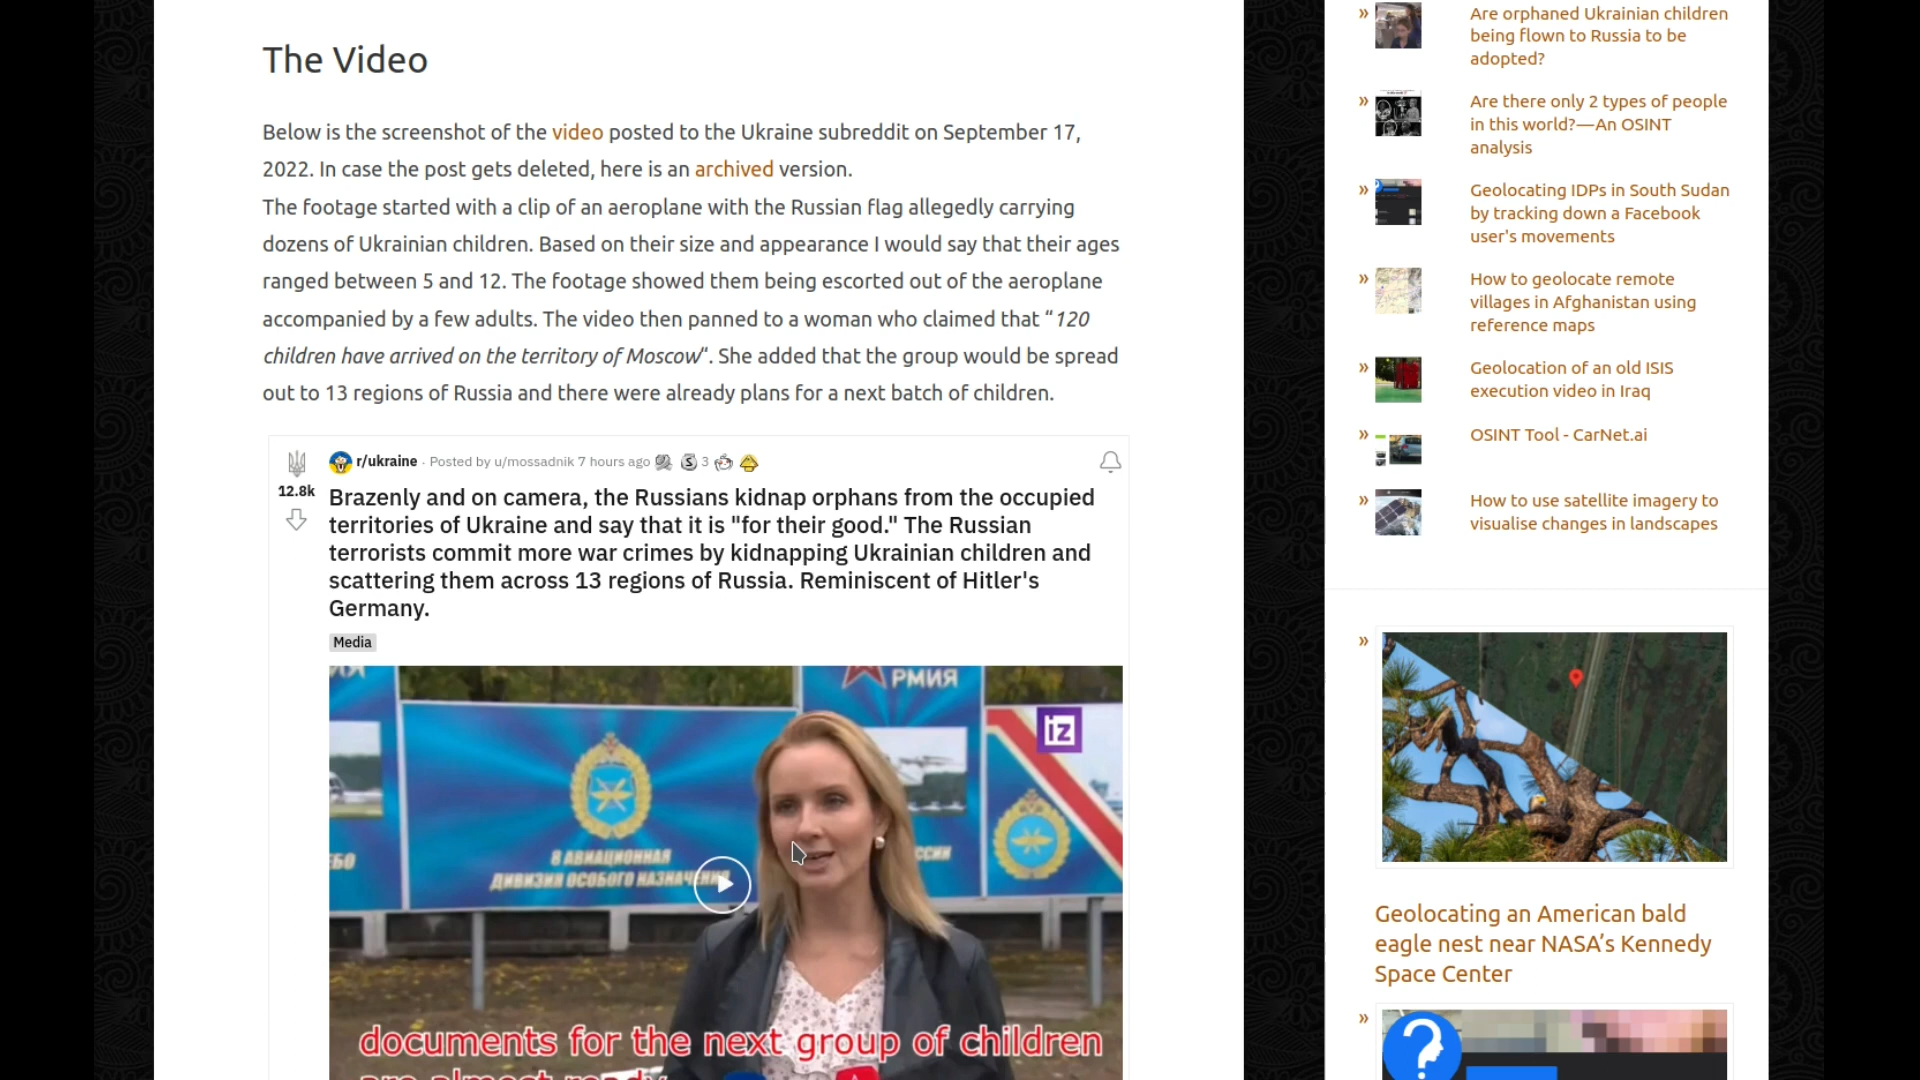 The Video
Below is the screenshot of the video posted to the Ukraine subreddit on September 17,
2022. In case the post gets deleted, here is an archived version.
The footage started with a clip of an aeroplane with the Russian flag allegedly carrying
dozens of Ukrainian children. Based on their size and appearance I would say that their ages
ranged between 5 and 12. The footage showed them being escorted out of the aeroplane
accompanied by a few adults. The video then panned to a woman who claimed that “120
children have arrived on the territory of Moscow“. She added that the group would be spread
out to 13 regions of Russia and there were already plans for a next batch of children.
r/ukraine · Posted by u/mossadnik 7 hours ago 3
12.8k
Brazenly and on camera, the Russians kidnap orphans from the occupied
territories of Ukraine and say that it is "for their good." The Russian
terrorists commit more war crimes by kidnapping Ukrainian children and
scattering them across 13 regions of Russia. Reminiscent of Hitler's
Germany.
Media
РМИЯ
iz
8 АВИАЦИОННАЯ
ДИВИЗИЯ ОСОБОГО НАЗНАЧЕНИЯ
ССИИ
documents for the next group of children
are almost ready
» Are orphaned Ukrainian children
being flown to Russia to be
adopted?
» Are there only 2 types of people
in this world?—An OSINT
analysis
» Geolocating IDPs in South Sudan
by tracking down a Facebook
user's movements
» How to geolocate remote
villages in Afghanistan using
reference maps
» Geolocation of an old ISIS
execution video in Iraq
» OSINT Tool - CarNet.ai
» How to use satellite imagery to
visualise changes in landscapes
»
Geolocating an American bald
eagle nest near NASA’s Kennedy
Space Center
»
?